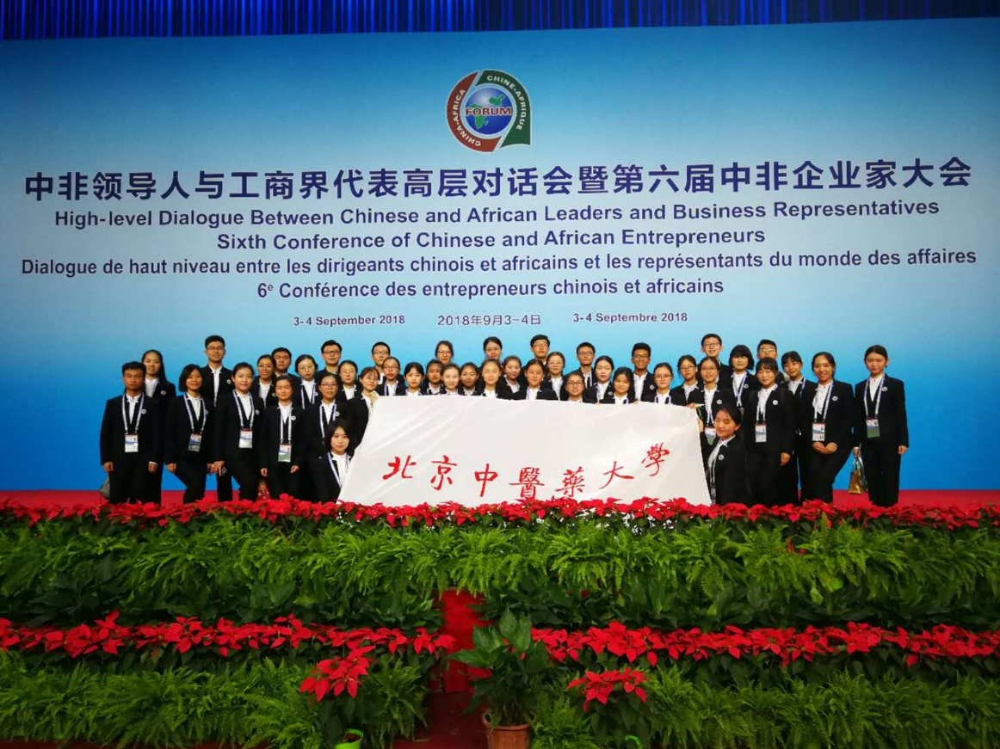 CHINA-AFRICA
CHINE-AFRIQUE
FORUM
中非领导人与工商界代表高层对话会暨第六届中非企业家大会
High-level Dialogue Between Chinese and African Leaders and Business Representatives
Sixth Conference of Chinese and African Entrepreneurs
Dialogue de haut niveau entre les dirigeants chinois et africains et les représentants du monde des affaires
6e Conférence des entrepreneurs chinois et africains
3-4 September 2018 2018年9月3-4日 3-4 Septembre 2018
北京中醫藥大學